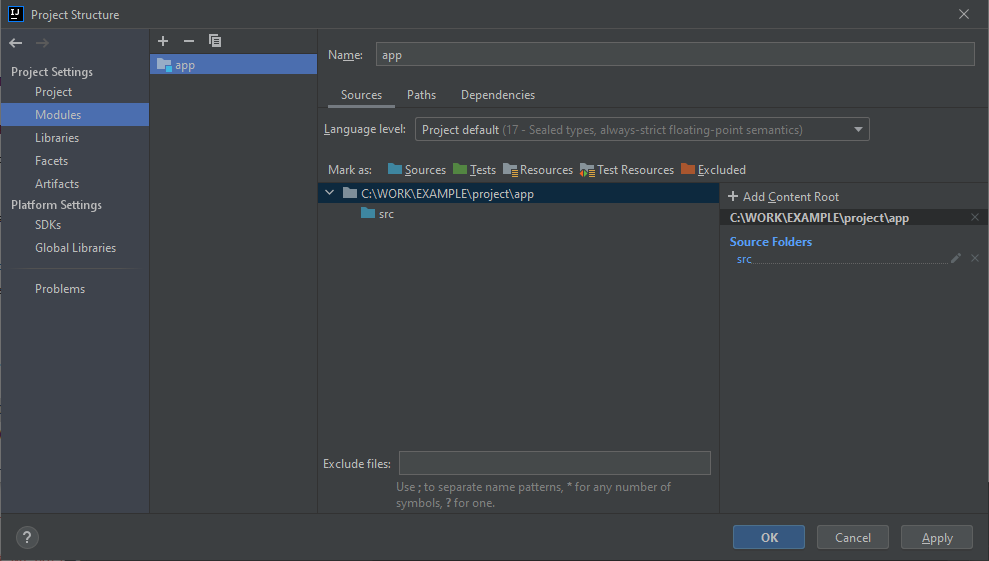 Project Structure
Project Settings
Project
Modules
Libraries
Facets
Artifacts
Platform Settings
SDKs
Global Libraries
Problems
app
Name: app
Sources Paths Dependencies
Language level: Project default (17 - Sealed types, always-strict floating-point semantics)
Mark as: Sources Tests Resources Test Resources Excluded
C:\WORK\EXAMPLE\project\app
src
+ Add Content Root
C:\WORK\EXAMPLE\project\app
Source Folders
src
Exclude files:
Use ; to separate name patterns, * for any number of
symbols, ? for one.
?
OK Cancel Apply